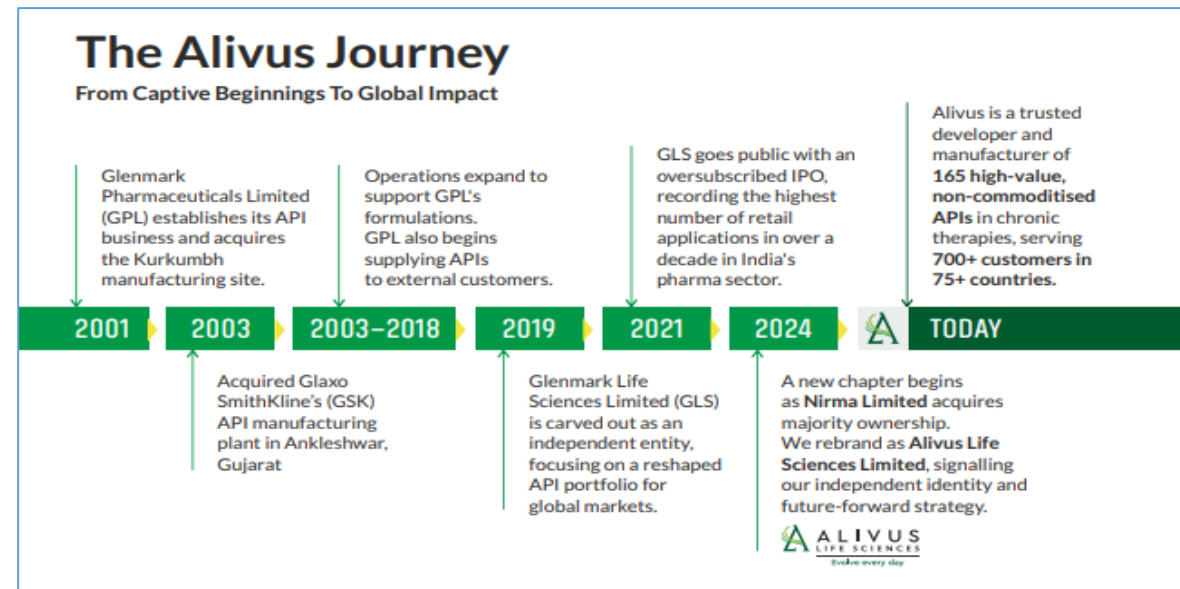 The Alivus Journey
From Captive Beginnings To Global Impact
Glenmark
Pharmaceuticals Limited
(GPL) establishes its API
business and acquires
the Kurkumbh
manufacturing site.
Operations expand to
support GPL's
formulations.
GPL also begins
supplying APIs
to external customers.
GLS goes public with an
oversubscribed IPO,
recording the highest
number of retail
applications in over a
decade in India's
pharma sector.
Alivus is a trusted
developer and
manufacturer of
165 high-value,
non-commoditised
APIs in chronic
therapies, serving
700+ customers in
75+ countries.
2001
2003
2003–2018
2019
2021
2024
TODAY
Acquired Glaxo
SmithKline’s (GSK)
API manufacturing
plant in Ankleshwar,
Gujarat
Glenmark Life
Sciences Limited (GLS)
is carved out as an
independent entity,
focusing on a reshaped
API portfolio for
global markets.
A new chapter begins
as Nirma Limited acquires
majority ownership.
We rebrand as Alivus Life
Sciences Limited, signalling
our independent identity and
future-forward strategy.
ALIVUS
LIFE SCIENCES
Evolve every day